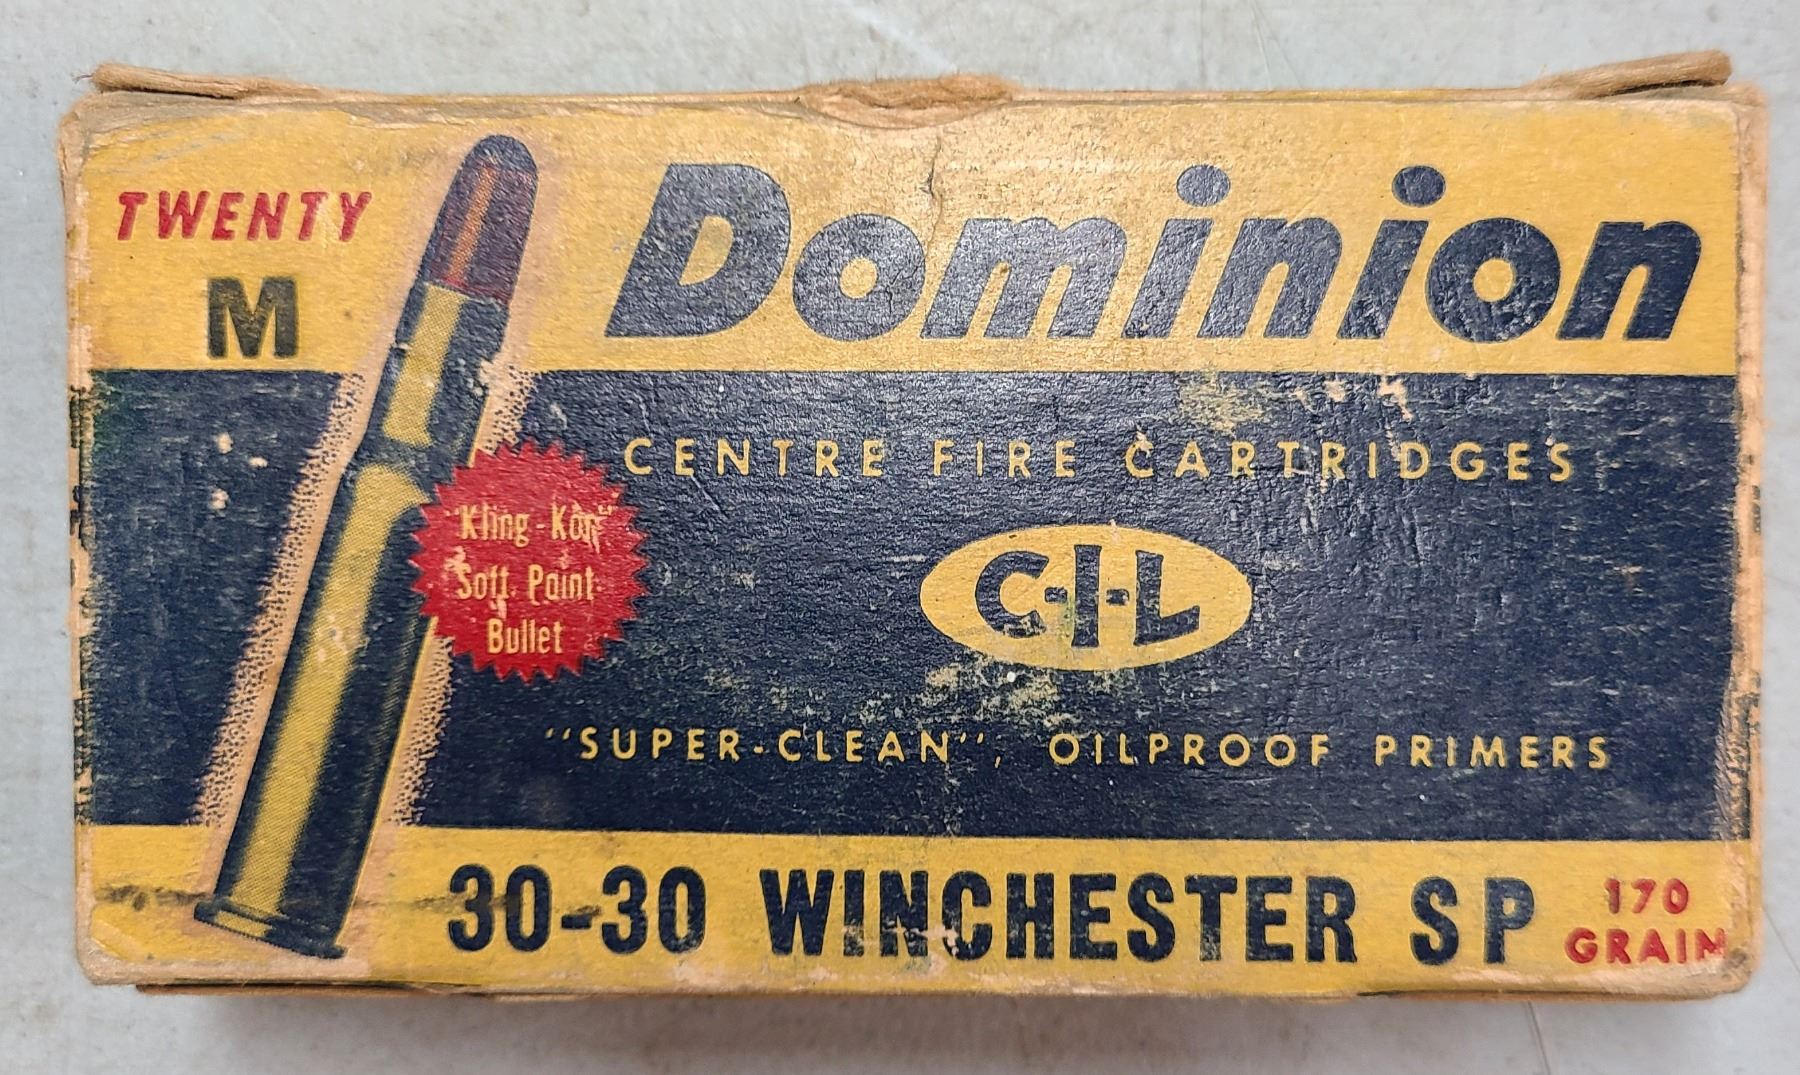 TWENTY
M
Dominion
CENTRE FIRE CARTRIDGES
"Kling-Kor"
Soft Point
Bullet
C-I-L
"SUPER-CLEAN", OILPROOF PRIMERS
30-30 WINCHESTER SP
170
GRAIN